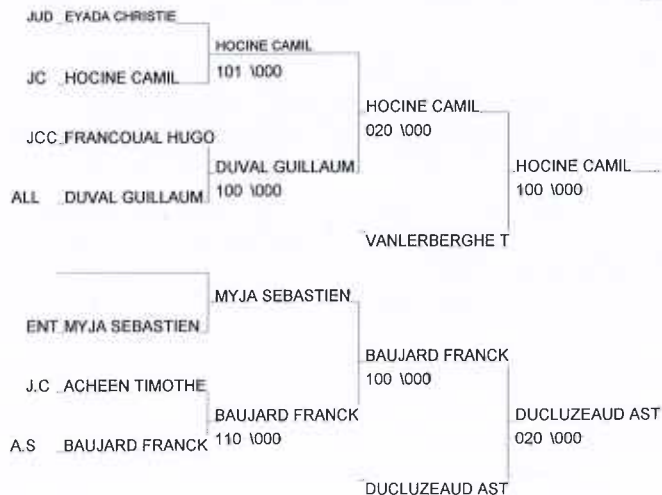 JUD EYADA CHRISTIE
HOCINE CAMIL
101 \000
JC HOCINE CAMIL
HOCINE CAMIL
020 \000
JCC FRANCOUAL HUGO
DUVAL GUILLAUM
100 \000
HOCINE CAMIL
100 \000
ALL DUVAL GUILLAUM
VANLERBERGHE T
MYJA SEBASTIEN
ENT MYJA SEBASTIEN
BAUJARD FRANCK
100 \000
J.C ACHEEN TIMOTHE
BAUJARD FRANCK
110 \000
DUCLUZEAUD AST
020 \000
A.S BAUJARD FRANCK
DUCLUZEAUD AST